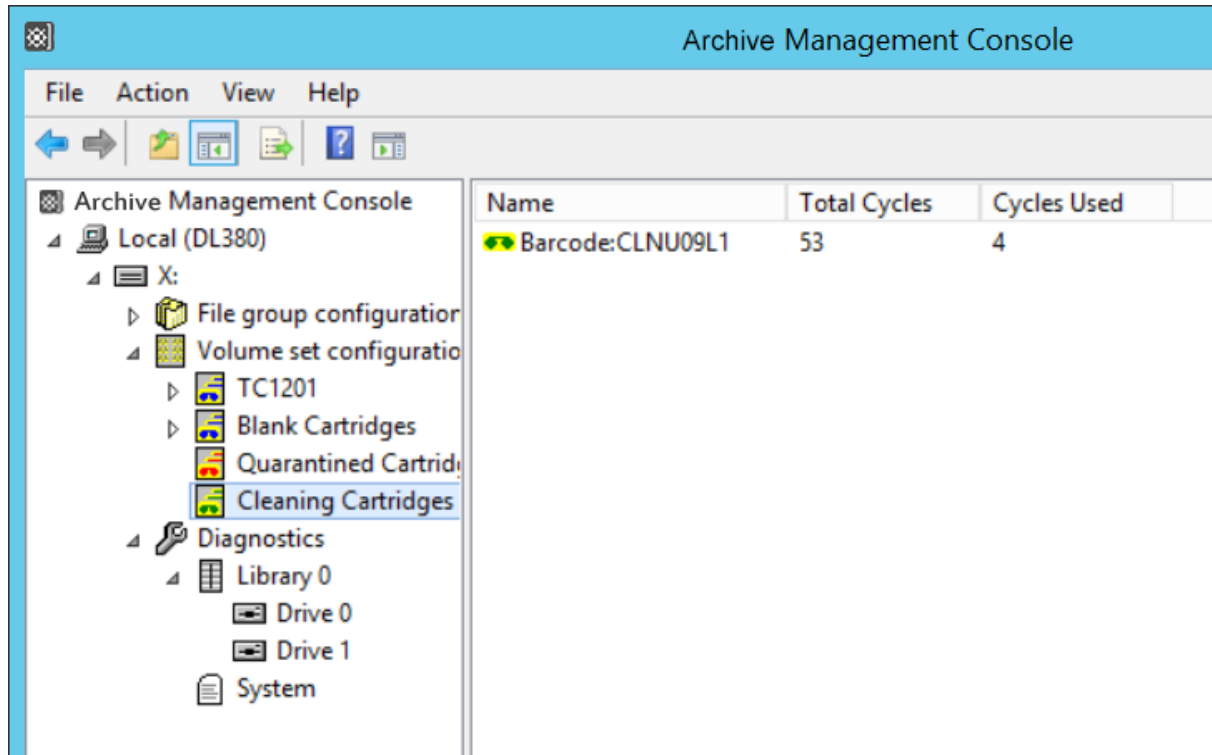 Archive Management Console
File Action View Help
Archive Management Console
Local (DL380)
X:
File group configuration
Volume set configuratio
TC1201
Blank Cartridges
Quarantined Cartrid
Cleaning Cartridges
Diagnostics
Library 0
Drive 0
Drive 1
System
Name Total Cycles Cycles Used
Barcode:CLNU09L1 53 4